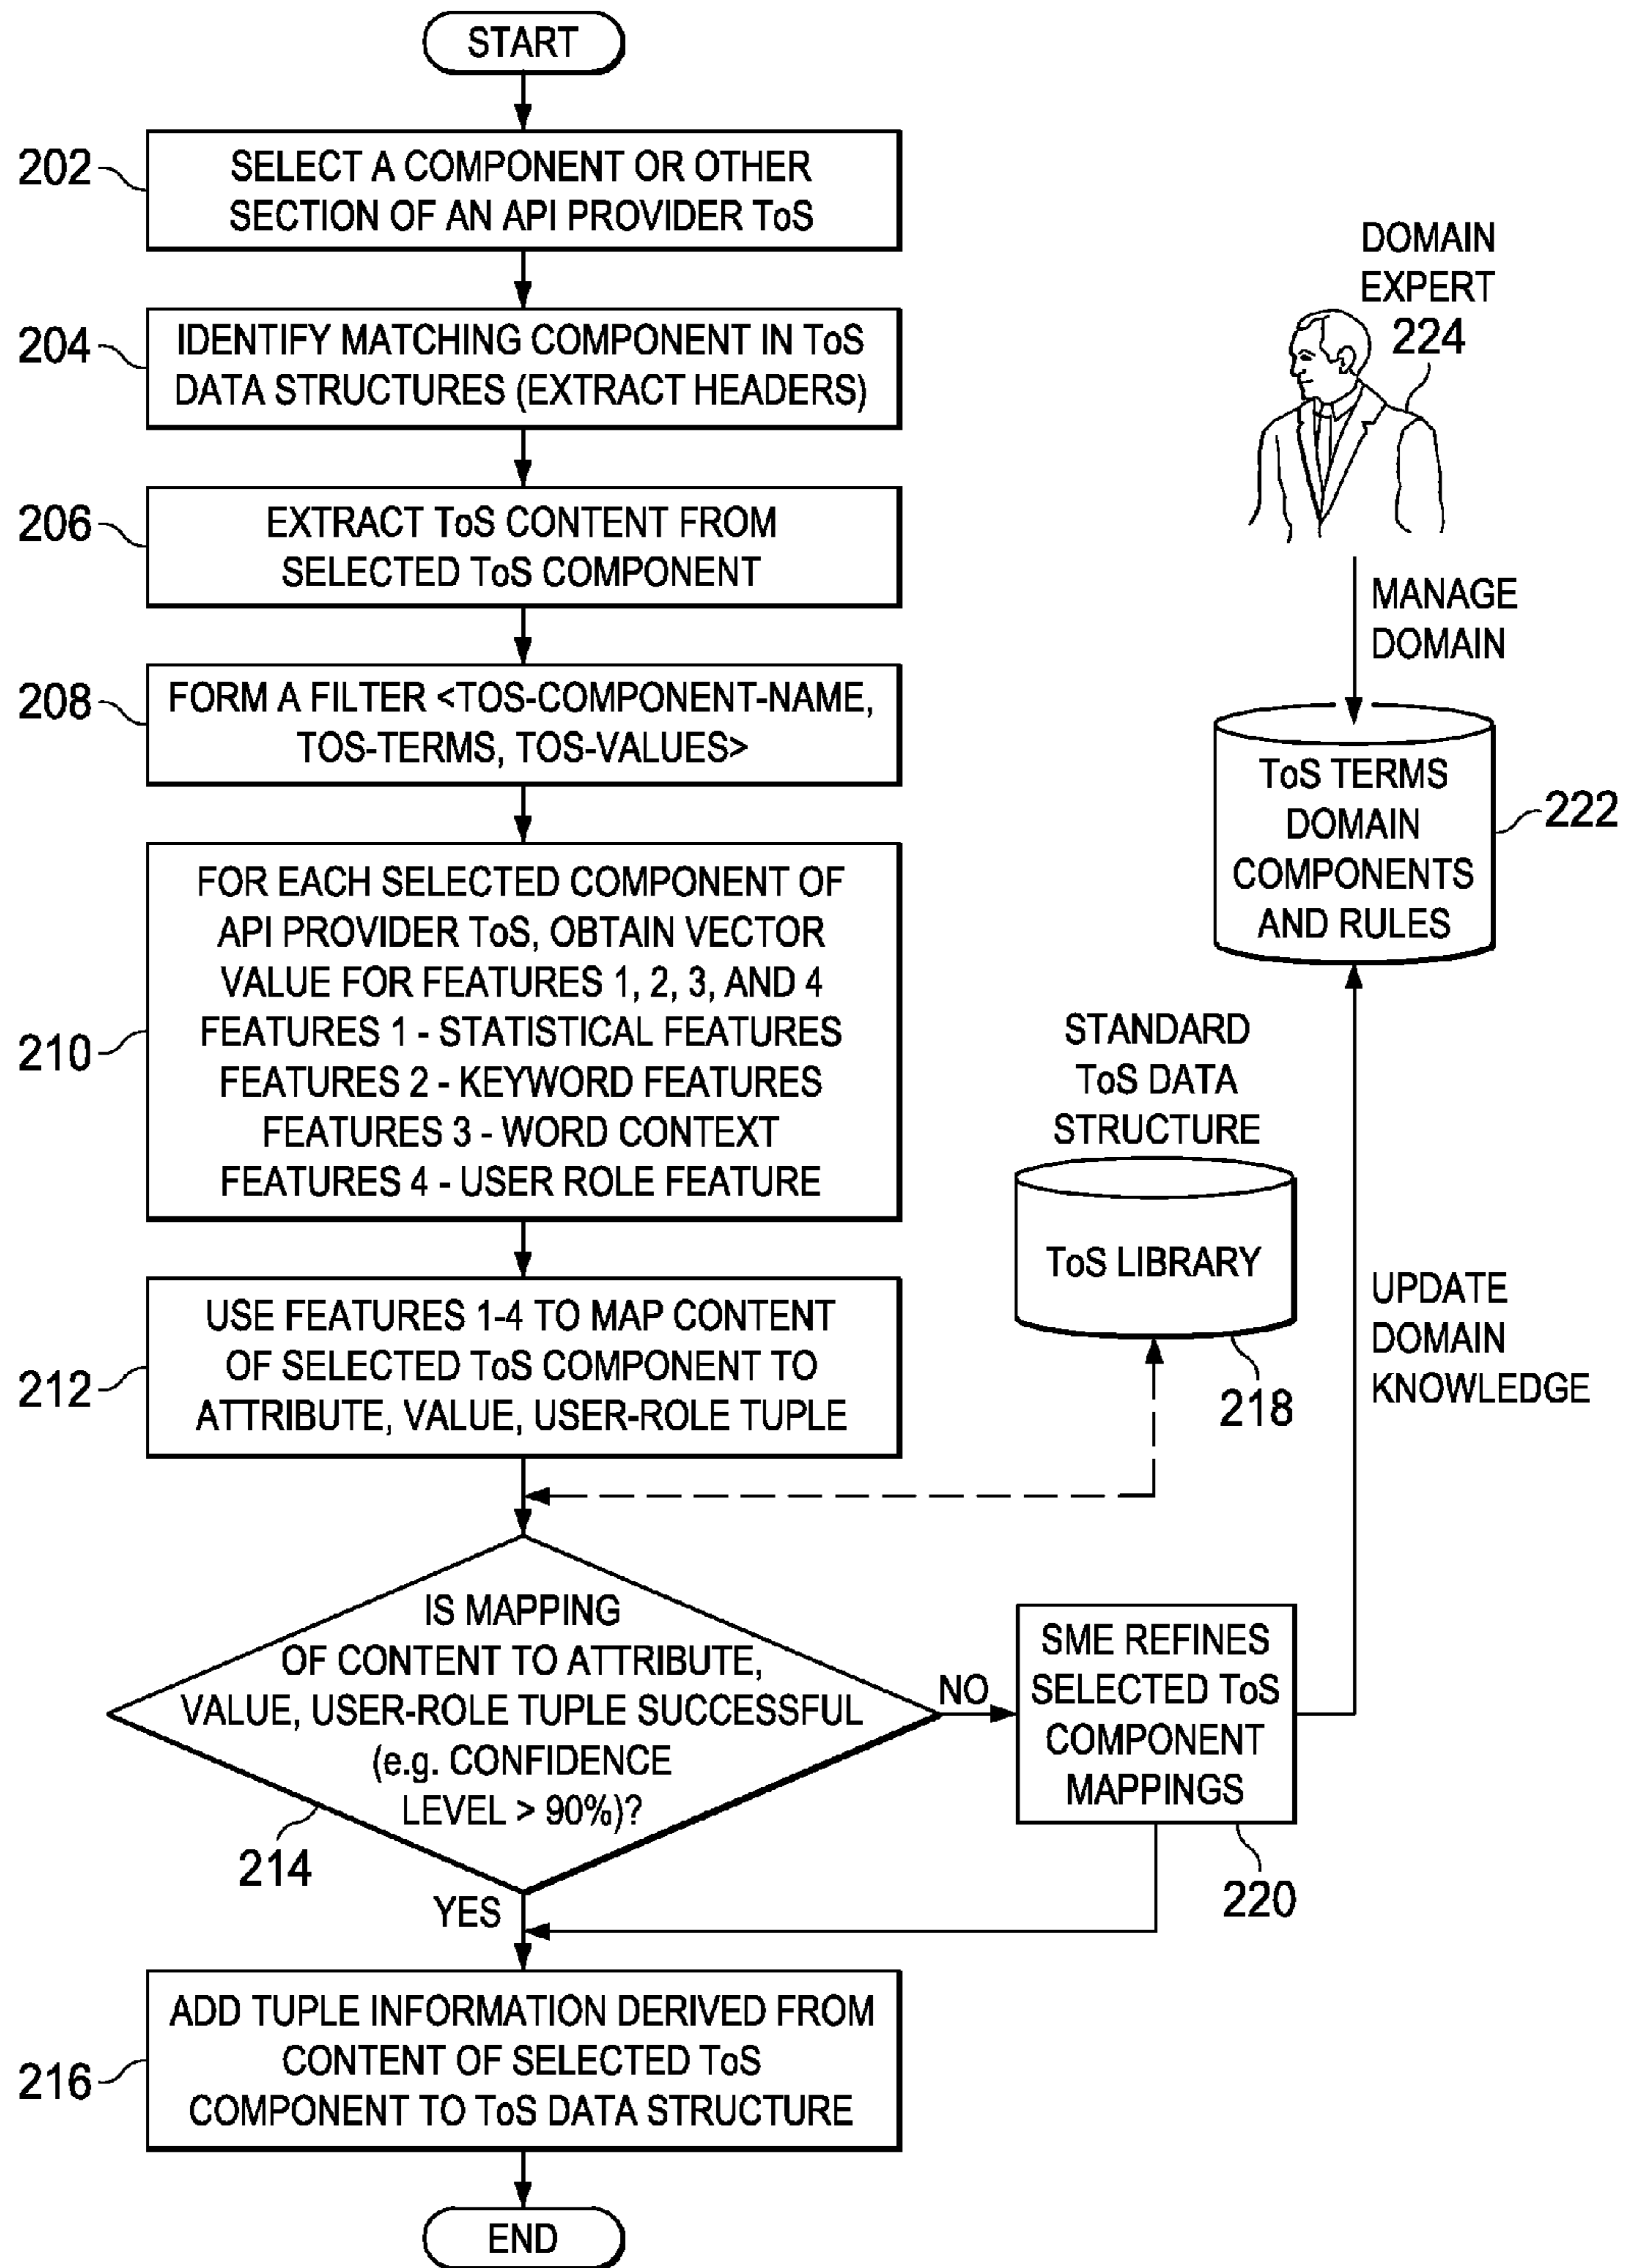 START
202
SELECT A COMPONENT OR OTHER
SECTION OF AN API PROVIDER ToS
204
IDENTIFY MATCHING COMPONENT IN ToS
DATA STRUCTURES (EXTRACT HEADERS)
206
EXTRACT ToS CONTENT FROM
SELECTED ToS COMPONENT
208
FORM A FILTER <TOS-COMPONENT-NAME,
TOS-TERMS, TOS-VALUES>
210
FOR EACH SELECTED COMPONENT OF
API PROVIDER ToS, OBTAIN VECTOR
VALUE FOR FEATURES 1, 2, 3, AND 4
FEATURES 1 - STATISTICAL FEATURES
FEATURES 2 - KEYWORD FEATURES
FEATURES 3 - WORD CONTEXT
FEATURES 4 - USER ROLE FEATURE
212
USE FEATURES 1-4 TO MAP CONTENT
OF SELECTED ToS COMPONENT TO
ATTRIBUTE, VALUE, USER-ROLE TUPLE
IS MAPPING
OF CONTENT TO ATTRIBUTE,
VALUE, USER-ROLE TUPLE SUCCESSFUL
(e.g. CONFIDENCE
LEVEL > 90%)?
214
NO
YES
SME REFINES
SELECTED ToS
COMPONENT
MAPPINGS
220
216
ADD TUPLE INFORMATION DERIVED FROM
CONTENT OF SELECTED ToS
COMPONENT TO ToS DATA STRUCTURE
END
DOMAIN
EXPERT
224
MANAGE
DOMAIN
ToS TERMS
DOMAIN
COMPONENTS
AND RULES
222
STANDARD
ToS DATA
STRUCTURE
ToS LIBRARY
218
UPDATE
DOMAIN
KNOWLEDGE